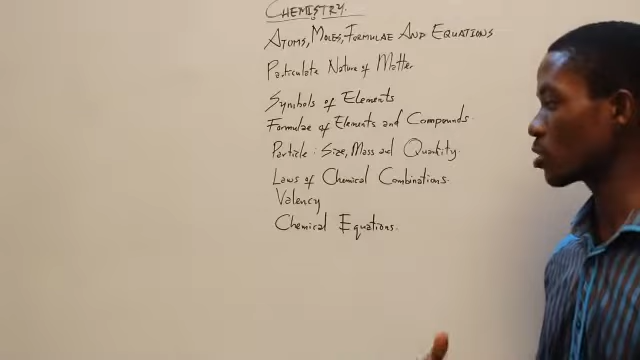 CHEMISTRY.
ATOMS, MOLES, FORMULAE AND EQUATIONS
Particulate Nature of Matter
Symbols of Elements
Formulae of Elements and Compounds.
Particle: Size, Mass and Quantity.
Laws of Chemical Combinations.
Valency
Chemical Equations.